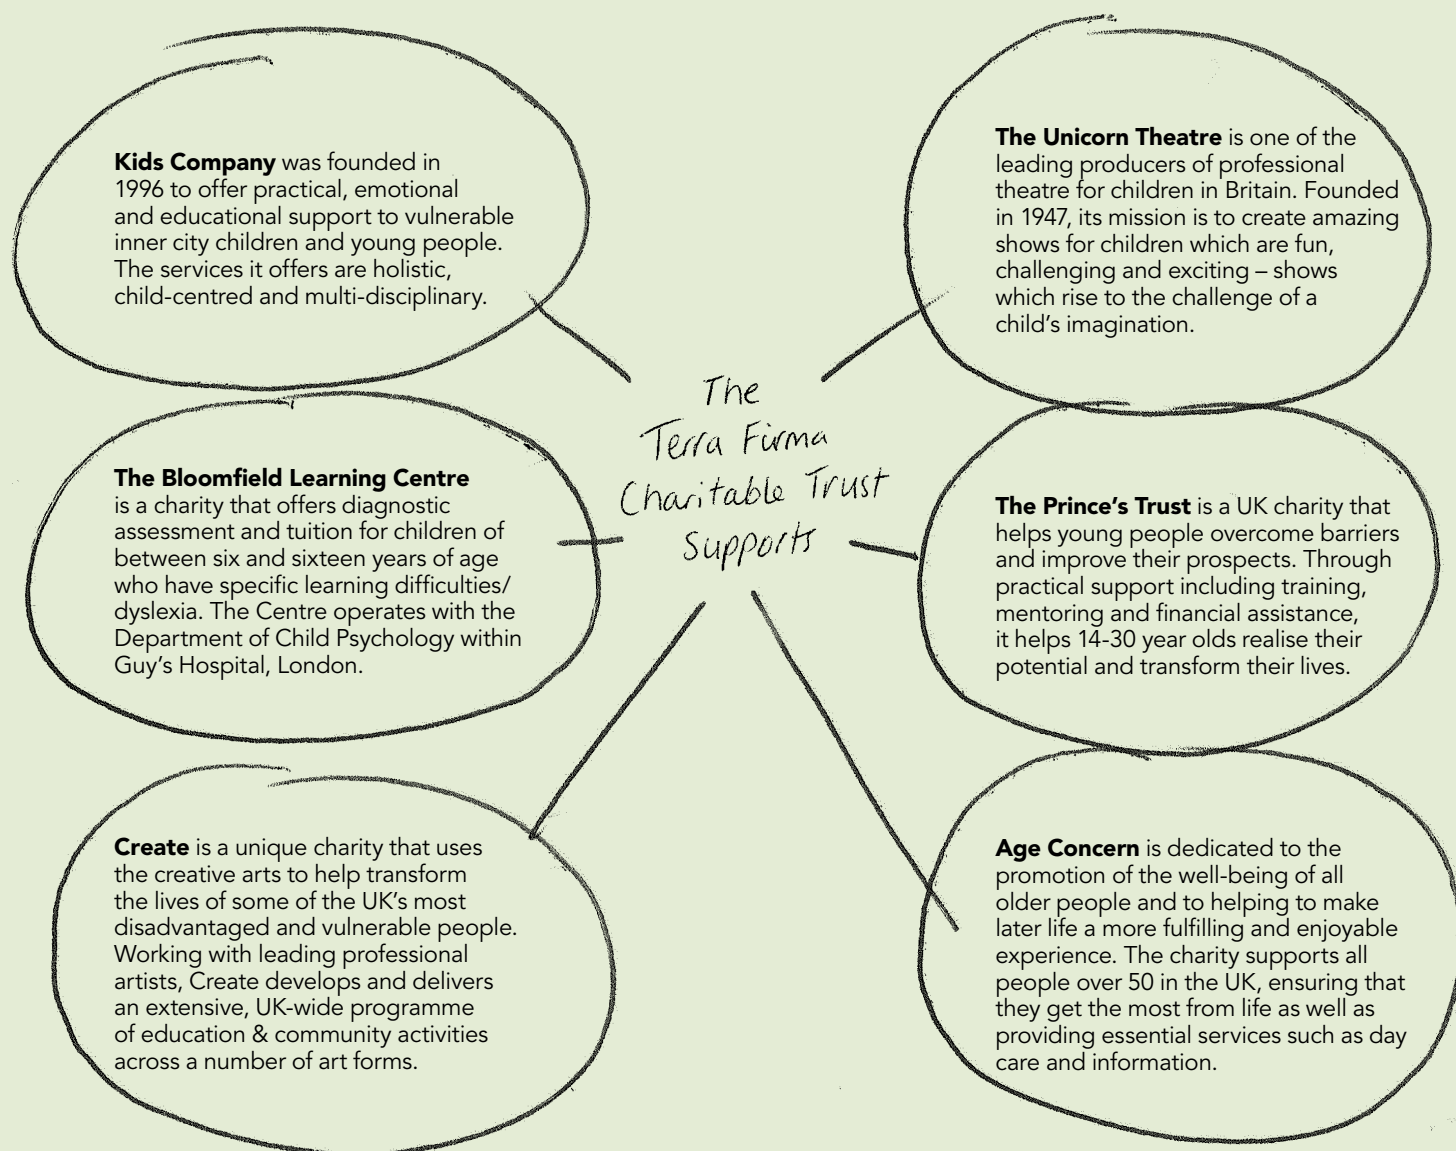 Kids Company was founded in
1996 to offer practical, emotional
and educational support to vulnerable
inner city children and young people.
The services it offers are holistic,
child-centred and multi-disciplinary.
The Unicorn Theatre is one of the
leading producers of professional
theatre for children in Britain. Founded
in 1947, its mission is to create amazing
shows for children which are fun,
challenging and exciting – shows
which rise to the challenge of a
child's imagination.
The
Terra Firma
Charitable Trust
Supports
The Bloomfield Learning Centre
is a charity that offers diagnostic
assessment and tuition for children of
between six and sixteen years of age
who have specific learning difficulties/
dyslexia. The Centre operates with the
Department of Child Psychology within
Guy's Hospital, London.
The Prince's Trust is a UK charity that
helps young people overcome barriers
and improve their prospects. Through
practical support including training,
mentoring and financial assistance,
it helps 14-30 year olds realise their
potential and transform their lives.
Create is a unique charity that uses
the creative arts to help transform
the lives of some of the UK's most
disadvantaged and vulnerable people.
Working with leading professional
artists, Create develops and delivers
an extensive, UK-wide programme
of education & community activities
across a number of art forms.
Age Concern is dedicated to the
promotion of the well-being of all
older people and to helping to make
later life a more fulfilling and enjoyable
experience. The charity supports all
people over 50 in the UK, ensuring that
they get the most from life as well as
providing essential services such as day
care and information.